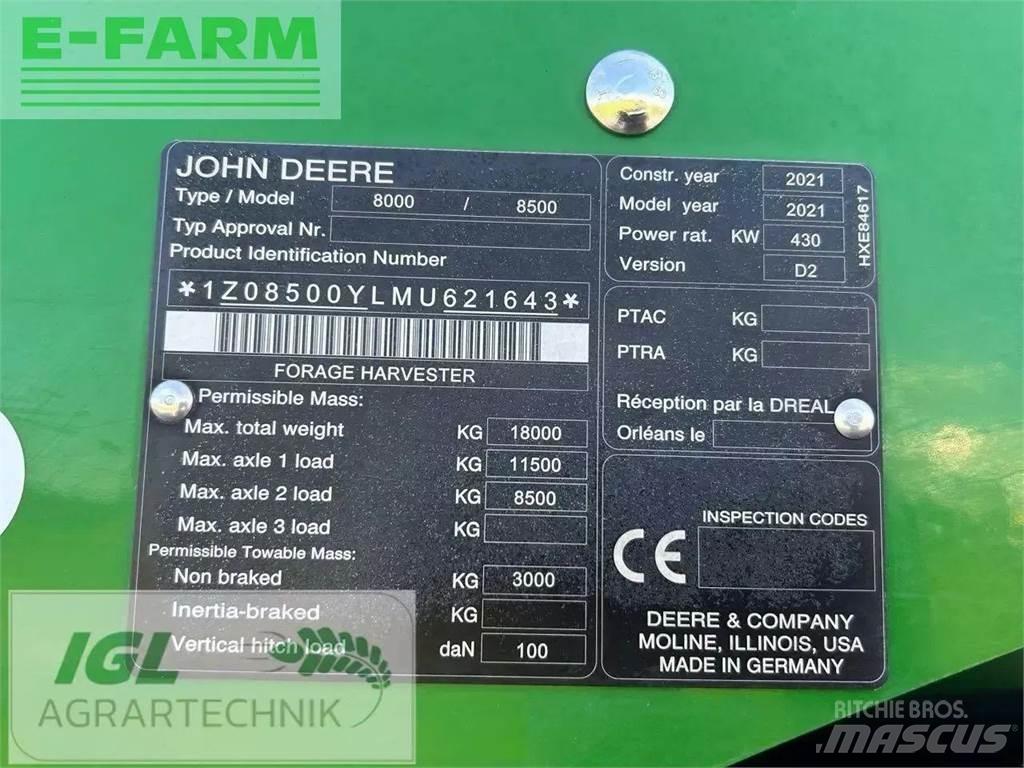 E-FARM
JOHN DEERE
Type / Model 8000 / 8500
Typ Approval Nr.
Product Identification Number
*1Z08500YLMU621643*
FORAGE HARVESTER
Permissible Mass:
Max. total weight KG 18000
Max. axle 1 load KG 11500
Max. axle 2 load KG 8500
Max. axle 3 load KG
Permissible Towable Mass:
Non braked KG 3000
Inertia-braked KG
Vertical hitch load daN 100
Constr. year 2021
Model year 2021
Power rat. KW 430
Version D2
HXE84617
PTAC KG
PTRA KG
Réception par la DREAL
Orléans le
INSPECTION CODES
CE
DEERE & COMPANY
MOLINE, ILLINOIS, USA
MADE IN GERMANY
IGL
AGRARTECHNIK
RITCHIE BROS.
MASCUS